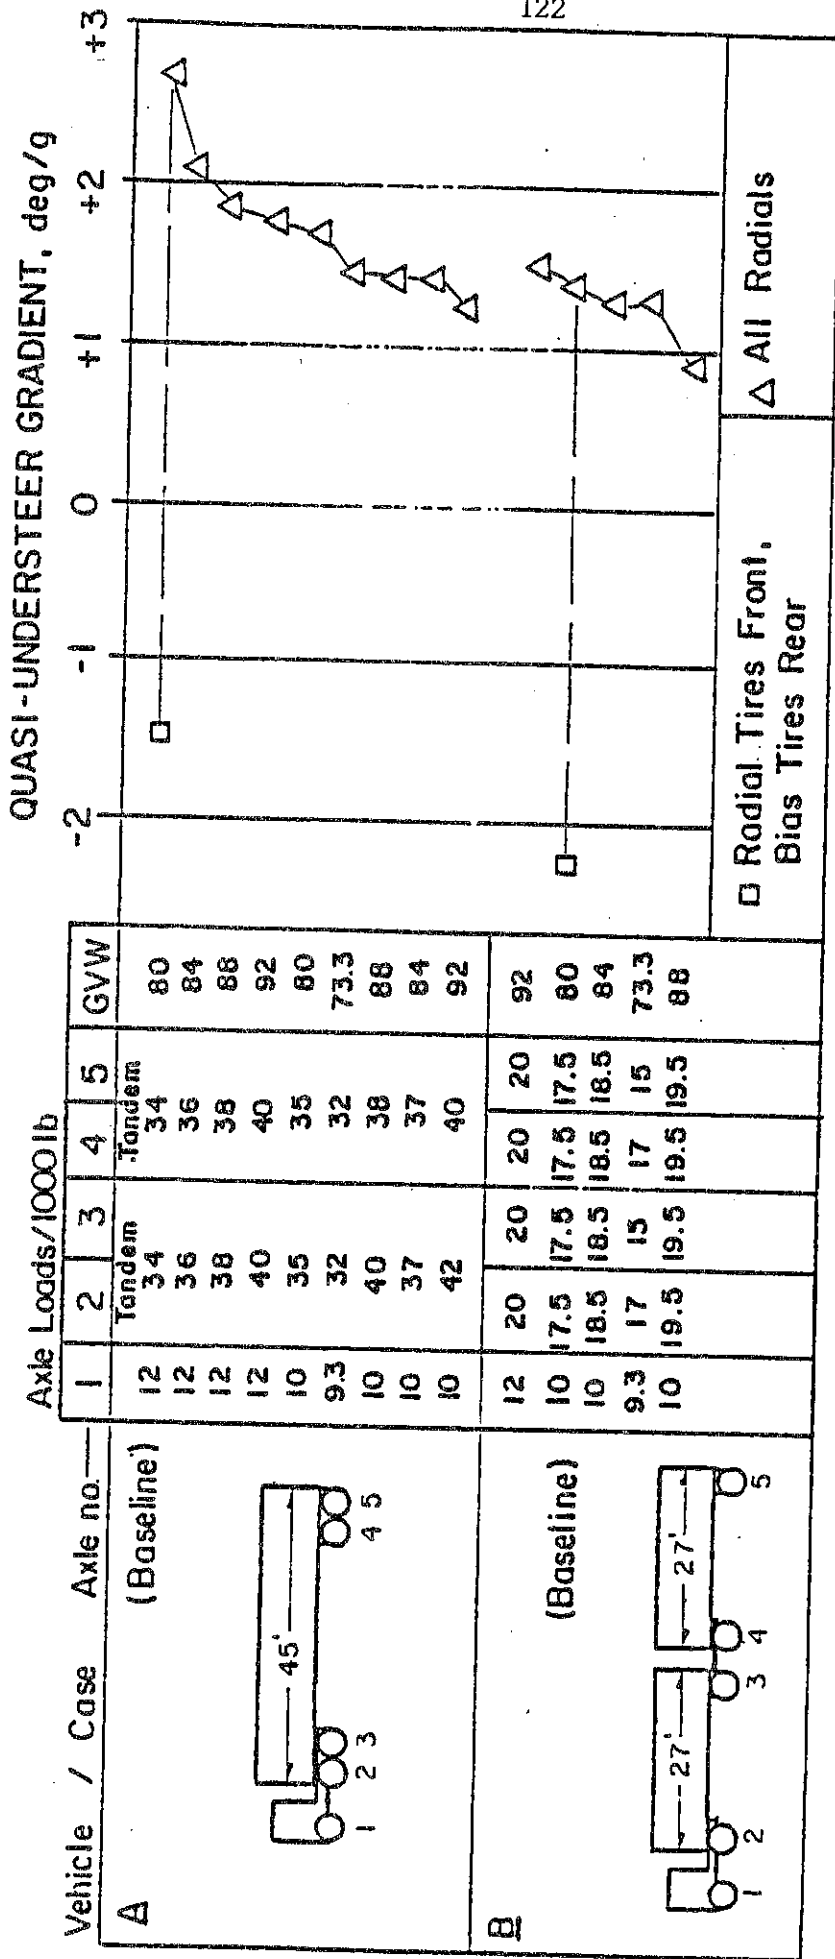 122
QUASI-UNDERSTEER GRADIENT, deg/g
Vehicle / Case Axle no.
Axle Loads/1000 lb
1 2 3 4 5 GVW
-2 -1 0 +1 +2 +3
A
(Baseline)
Tandem Tandem
12 34 34 80
12 36 36 84
12 38 38 88
12 40 40 92
10 35 35 80
9.3 32 32 73.3
10 40 38 88
10 37 37 84
10 42 40 92
45'
1 2 3 4 5
B
(Baseline)
12 20 20 20 20 92
10 17.5 17.5 17.5 17.5 80
10 18.5 18.5 18.5 18.5 84
9.3 17 15 17 15 73.3
10 19.5 19.5 19.5 19.5 88
27' 27'
1 2 3 4 5
□ Radial Tires Front,
Bias Tires Rear
△ All Radials